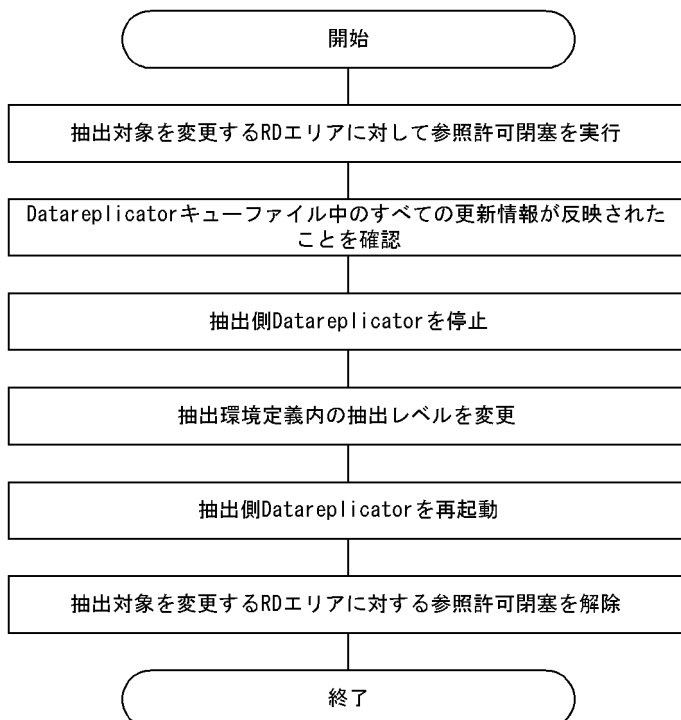 開始
抽出対象を変更するRDエリアに対して参照許可閉塞を実行
Datareplicatorキューファイル中のすべての更新情報が反映された
ことを確認
抽出側Datareplicatorを停止
抽出環境定義内の抽出レベルを変更
抽出側Datareplicatorを再起動
抽出対象を変更するRDエリアに対する参照許可閉塞を解除
終了